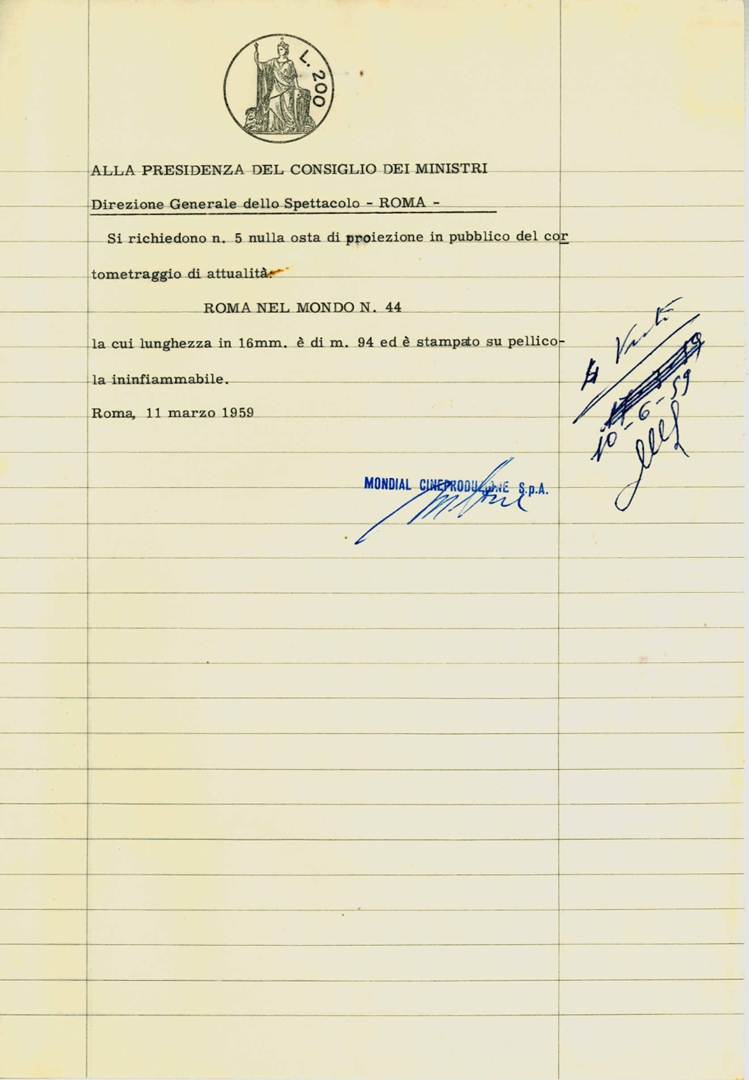 L. 200
ALLA PRESIDENZA DEL CONSIGLIO DEI MINISTRI
Direzione Generale dello Spettacolo - ROMA -
Si richiedono n. 5 nulla osta di proiezione in pubblico del cor
tometraggio di attualità.
ROMA NEL MONDO N. 44
la cui lunghezza in 16mm. è di m. 94 ed è stampato su pellico-
la ininfiammabile.
Roma, 11 marzo 1959
10-6-59
MONDIAL CINEPRODUZIONE S.p.A.